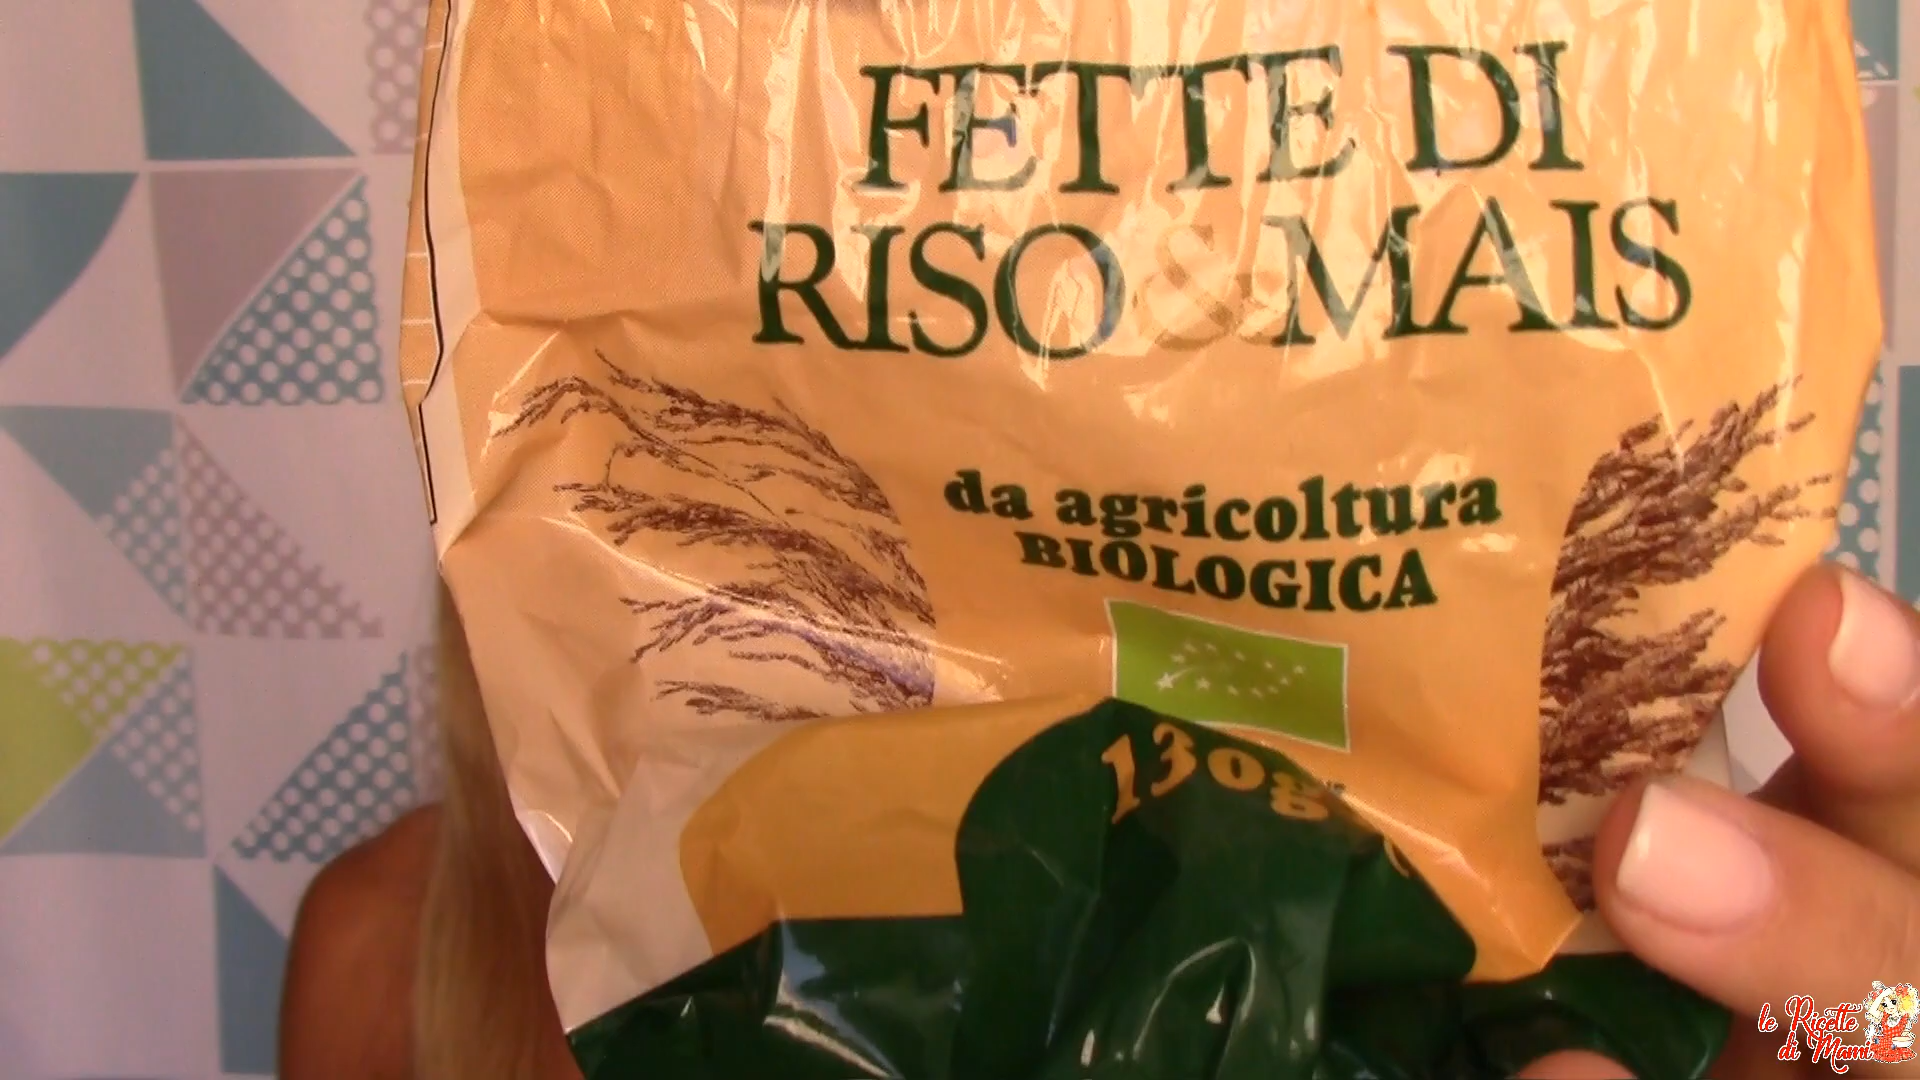 FETTE DI
RISO & MAIS
da agricoltura
BIOLOGICA
130g
le Ricette
di Mami